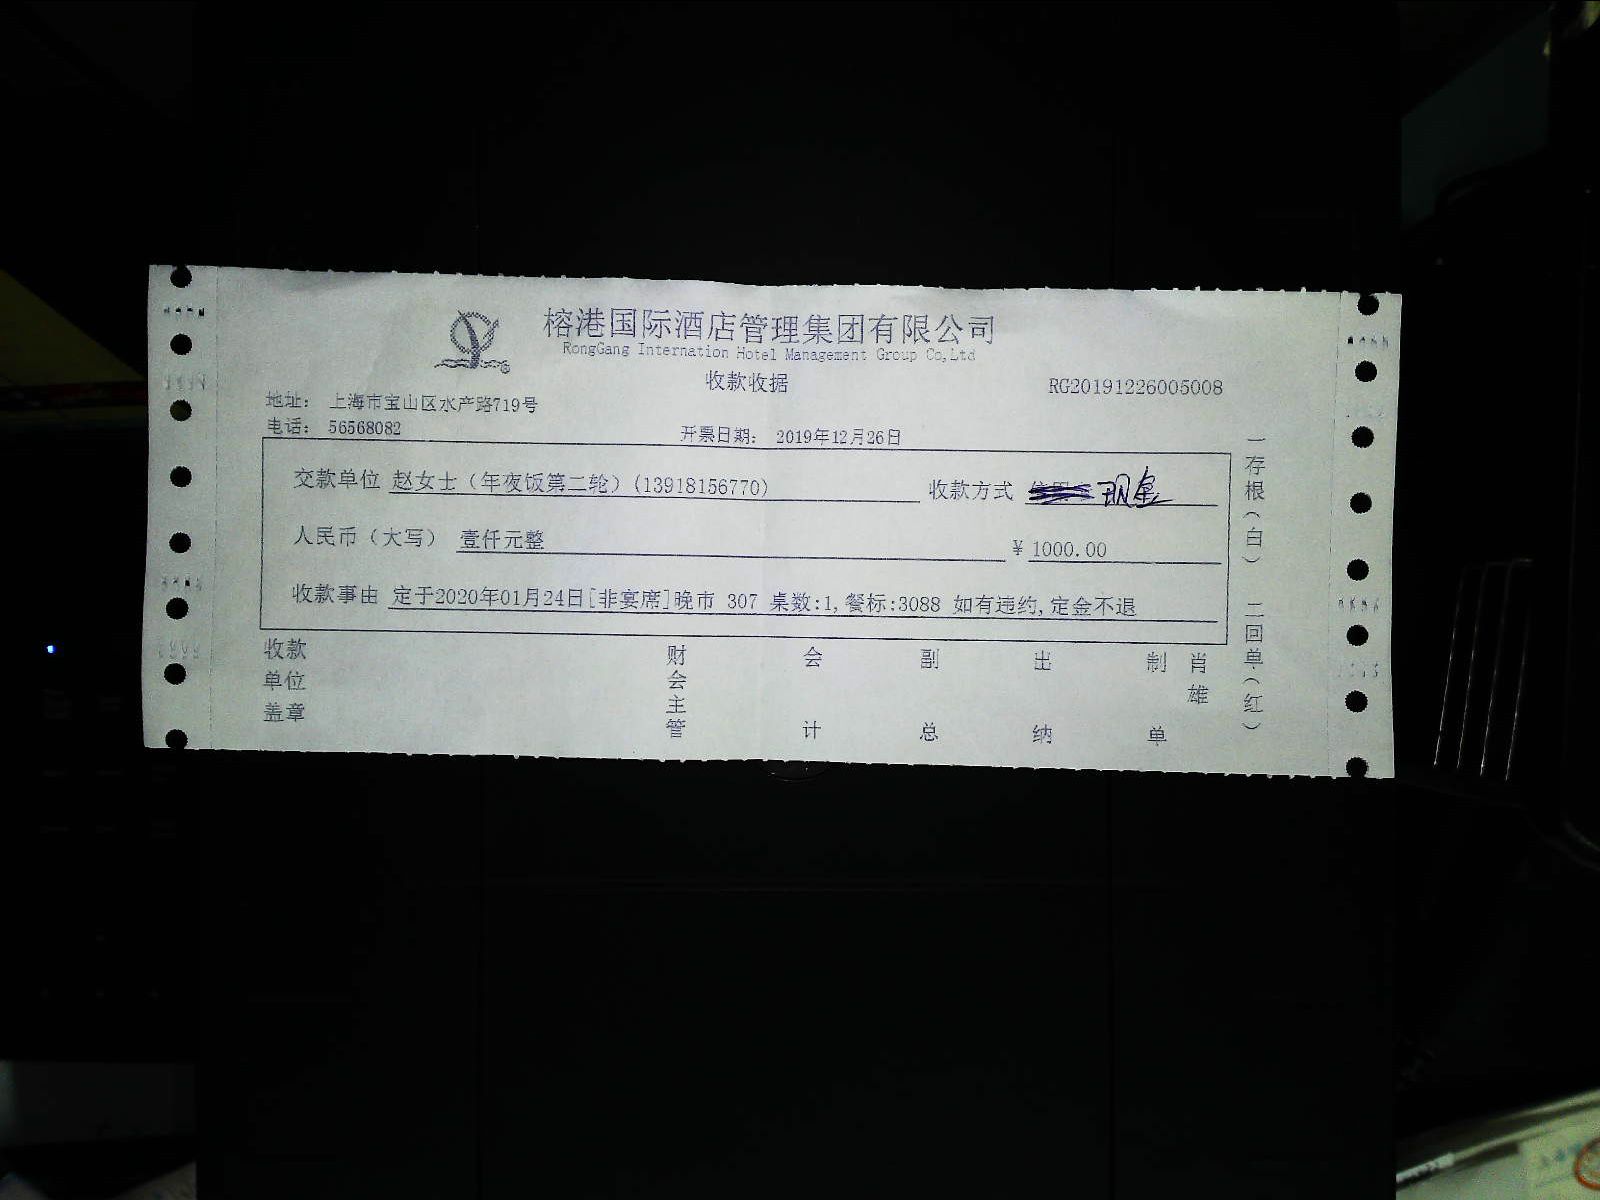 榕港国际酒店管理集团有限公司
RongGang Internation Hotel Management Group Co,Ltd
收款收据
RG20191226005008
地址： 上海市宝山区水产路719号
电话： 56568082
开票日期： 2019年12月26日
交款单位 赵女士（年夜饭第二轮）(13918156770) 收款方式 现金
人民币（大写） 壹仟元整 ¥ 1000.00
收款事由 定于2020年01月24日[非宴席]晚市 307 桌数:1,餐标:3088 如有违约,定金不退
收款单位盖章 财会主管 会计 副总 出纳 制单 肖雄
一存根（白） 二回单（红）